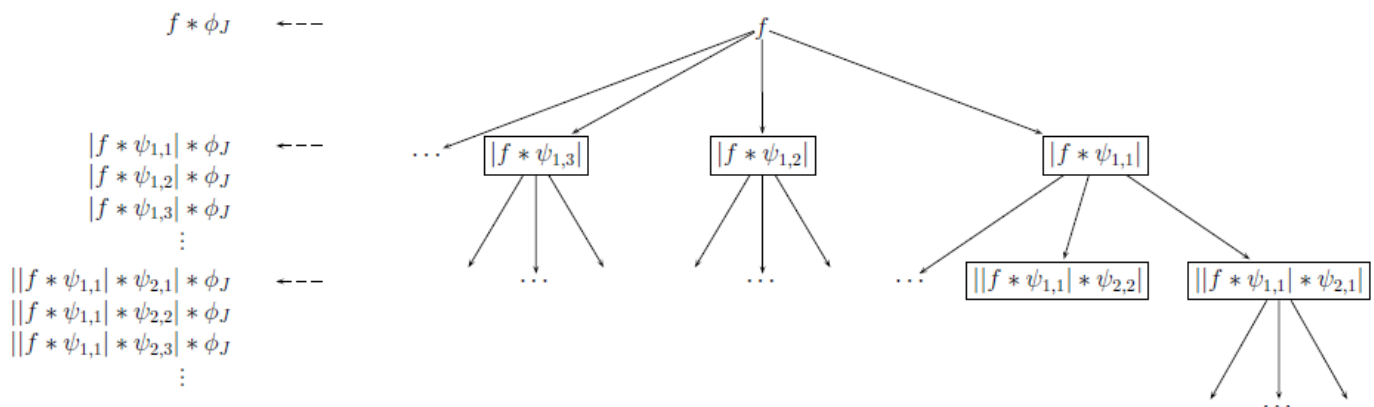 f ∗ ϕ_J
f
|f ∗ ψ_{1,1}| ∗ ϕ_J
|f ∗ ψ_{1,2}| ∗ ϕ_J
|f ∗ ψ_{1,3}| ∗ ϕ_J
⋮
⋯
|f ∗ ψ_{1,3}|
|f ∗ ψ_{1,2}|
|f ∗ ψ_{1,1}|
||f ∗ ψ_{1,1}| ∗ ψ_{2,1}| ∗ ϕ_J
||f ∗ ψ_{1,1}| ∗ ψ_{2,2}| ∗ ϕ_J
||f ∗ ψ_{1,1}| ∗ ψ_{2,3}| ∗ ϕ_J
⋮
⋯
⋯
⋯
||f ∗ ψ_{1,1}| ∗ ψ_{2,2}|
||f ∗ ψ_{1,1}| ∗ ψ_{2,1}|
⋯